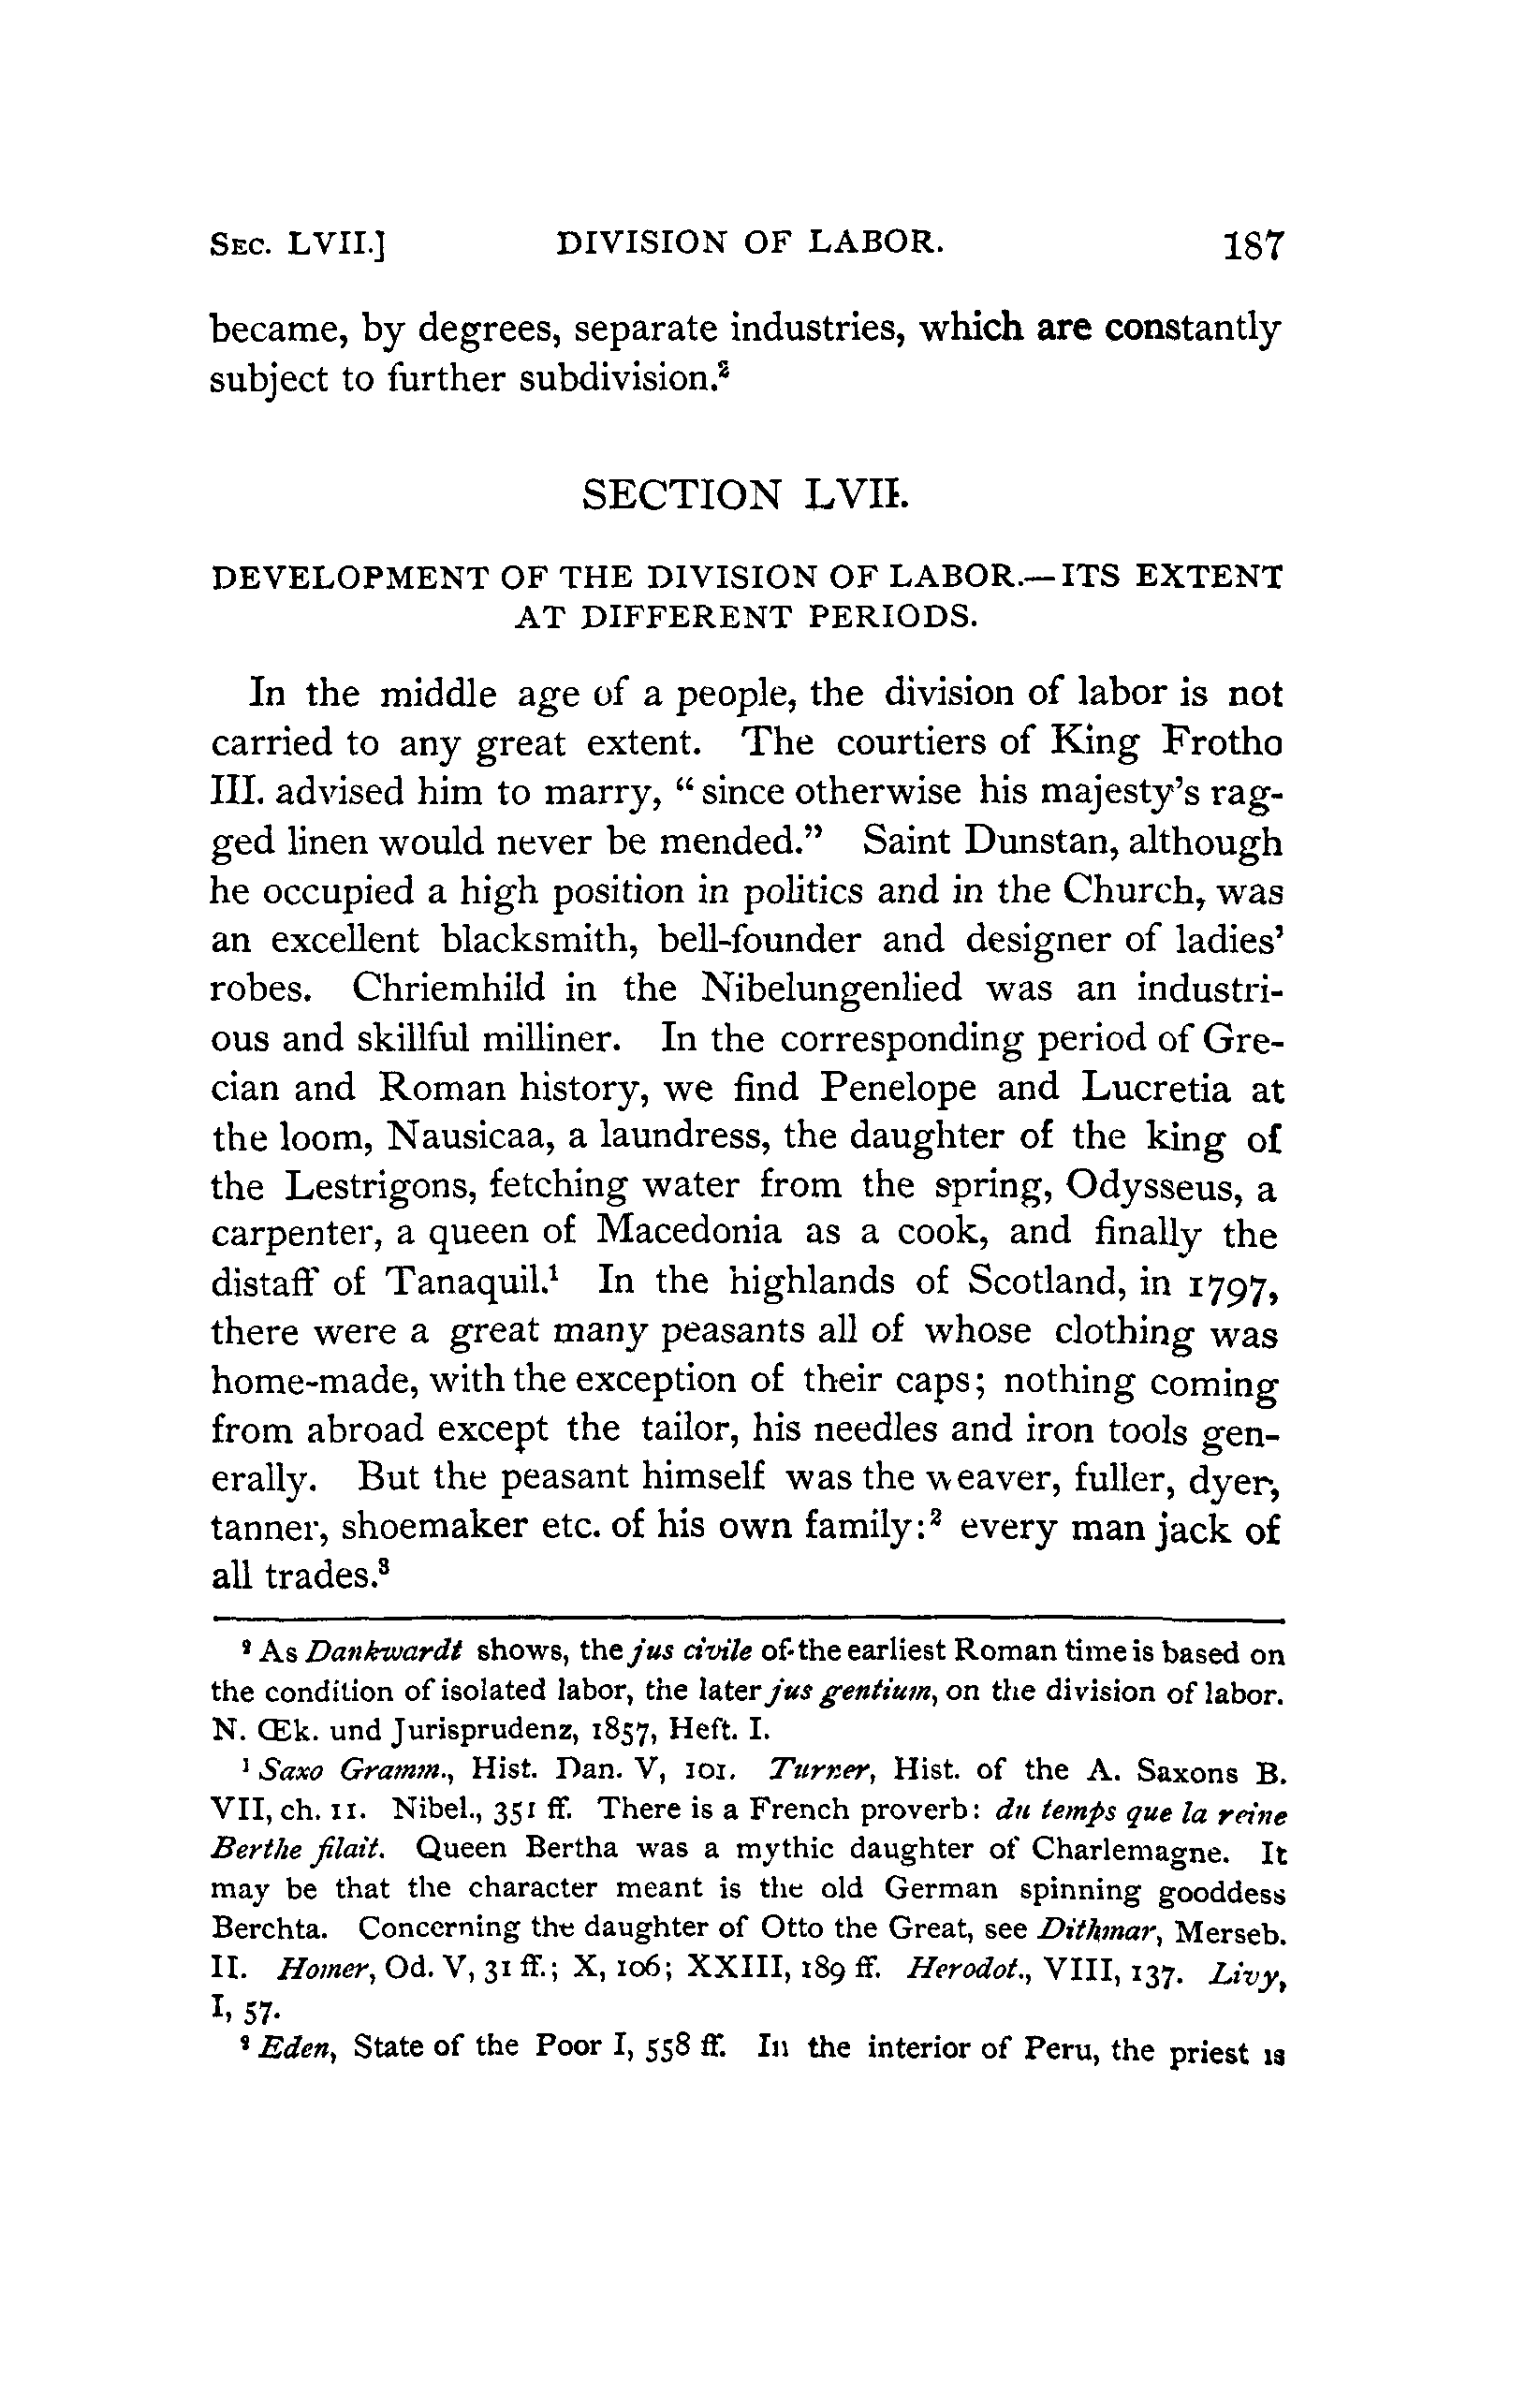 SEC. LVII.] DIVISION OF LABOR. 187
became, by degrees, separate industries, which are constantly
subject to further subdivision.²
SECTION LVII.
DEVELOPMENT OF THE DIVISION OF LABOR.—ITS EXTENT
AT DIFFERENT PERIODS.
In the middle age of a people, the division of labor is not
carried to any great extent. The courtiers of King Frotho
III. advised him to marry, “since otherwise his majesty’s rag-
ged linen would never be mended.” Saint Dunstan, although
he occupied a high position in politics and in the Church, was
an excellent blacksmith, bell-founder and designer of ladies’
robes. Chriemhild in the Nibelungenlied was an industri-
ous and skillful milliner. In the corresponding period of Gre-
cian and Roman history, we find Penelope and Lucretia at
the loom, Nausicaa, a laundress, the daughter of the king of
the Lestrigons, fetching water from the spring, Odysseus, a
carpenter, a queen of Macedonia as a cook, and finally the
distaff of Tanaquil.¹ In the highlands of Scotland, in 1797,
there were a great many peasants all of whose clothing was
home-made, with the exception of their caps; nothing coming
from abroad except the tailor, his needles and iron tools gen-
erally. But the peasant himself was the weaver, fuller, dyer,
tanner, shoemaker etc. of his own family:² every man jack of
all trades.³
² As Dankwardt shows, the jus civile of the earliest Roman time is based on
the condition of isolated labor, the later jus gentium, on the division of labor.
N. Œk. und Jurisprudenz, 1857, Heft. I.
¹ Saxo Gramm., Hist. Dan. V, 101. Turner, Hist. of the A. Saxons B.
VII, ch. 11. Nibel., 351 ff. There is a French proverb: du temps que la reine
Berthe filait. Queen Bertha was a mythic daughter of Charlemagne. It
may be that the character meant is the old German spinning gooddess
Berchta. Concerning the daughter of Otto the Great, see Dithmar, Merseb.
II. Homer, Od. V, 31 ff.; X, 106; XXIII, 189 ff. Herodot., VIII, 137. Livy,
I, 57.
² Eden, State of the Poor I, 558 ff. In the interior of Peru, the priest is